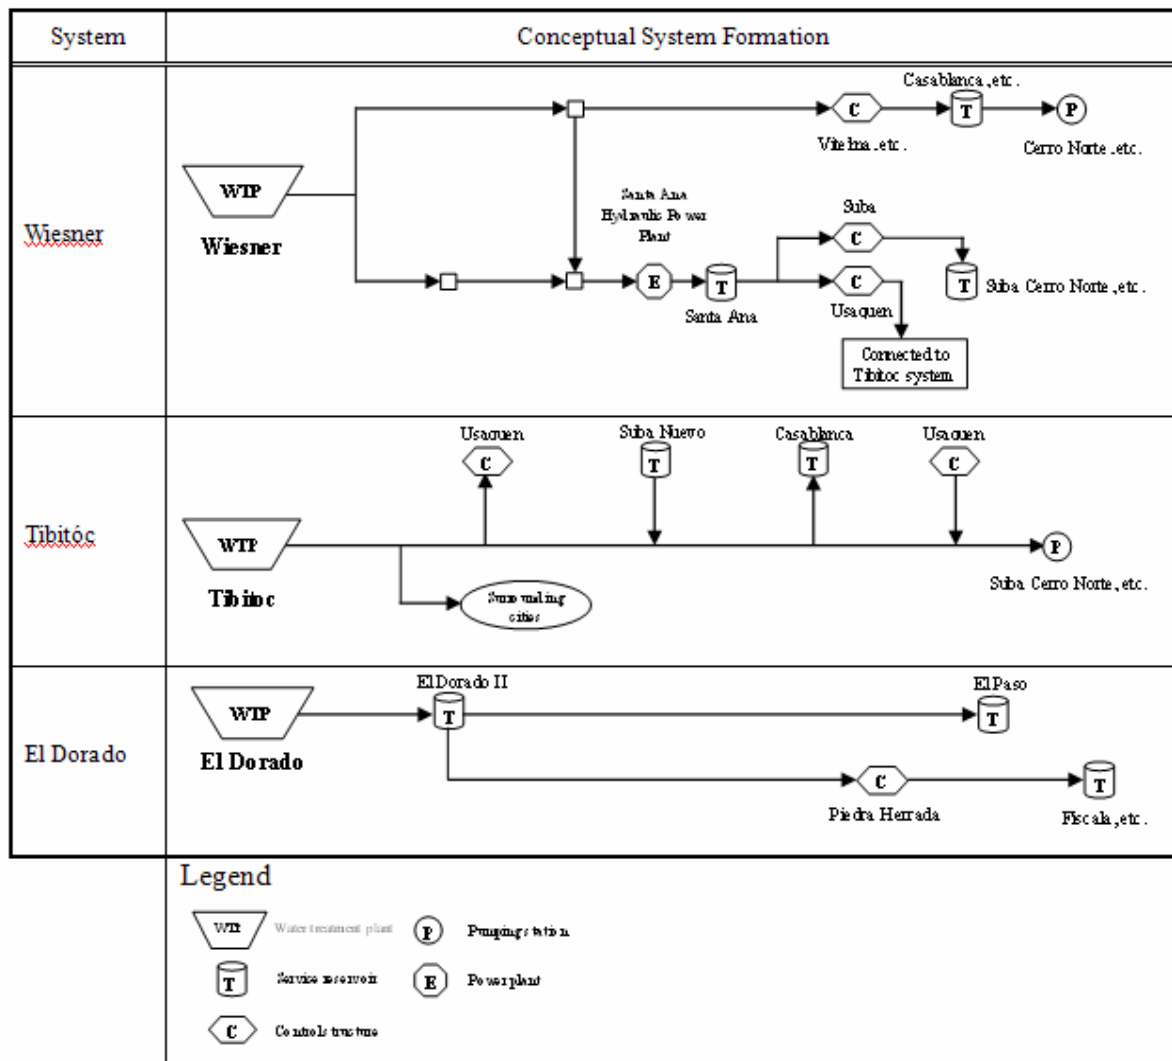 System
Conceptual System Formation
Wiesner
WTP
Wiesner
Casablanca, etc.
C
T
P
Vitelma, etc.
Cerro Norte, etc.
Santa Ana
Hydraulic Power
Plant
E
T
Santa Ana
Suba
C
C
Usaquen
T
Suba Cerro Norte, etc.
Connected to
Tibitoc system
Tibitóc
WTP
Tibitoc
Usaquen
C
Suba Nuevo
T
Casablanca
T
Usaquen
C
P
Suba Cerro Norte, etc.
Surrounding
cities
El Dorado
WTP
El Dorado
El Dorado II
T
El Paso
T
C
Piedra Herrada
T
Fiscala, etc.
Legend
WTP Water treatment plant
P Pumping station
T Service reservoir
E Power plant
C Control structure